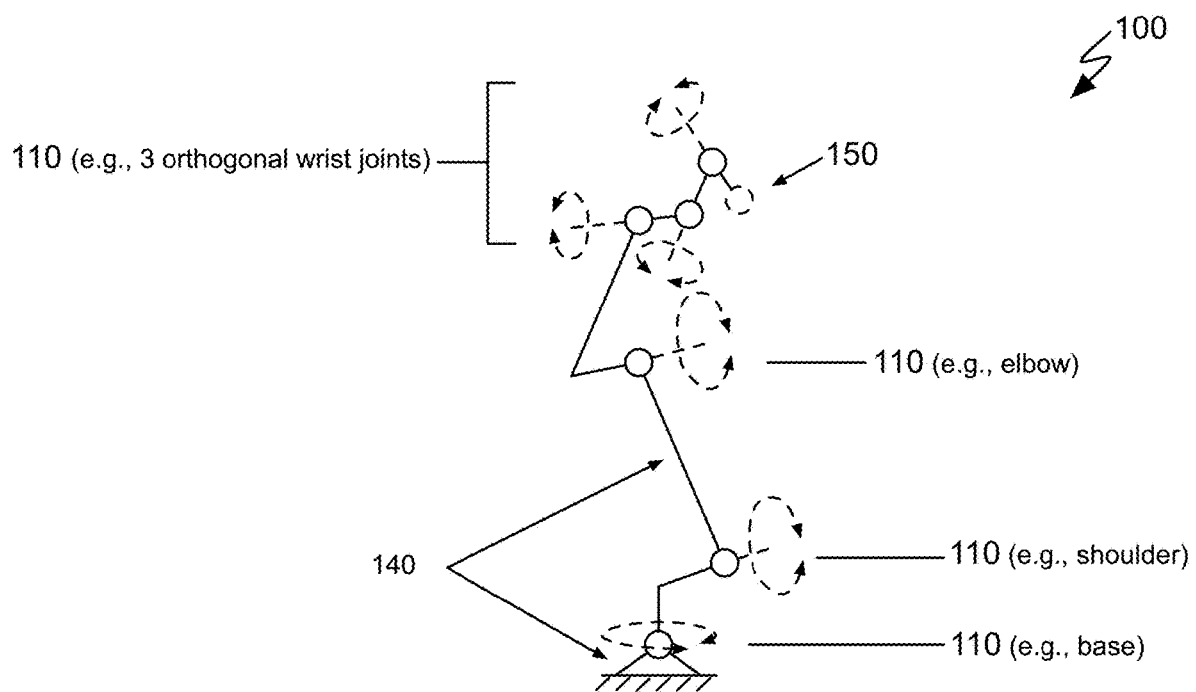 100
110 (e.g., 3 orthogonal wrist joints)
150
110 (e.g., elbow)
140
110 (e.g., shoulder)
110 (e.g., base)